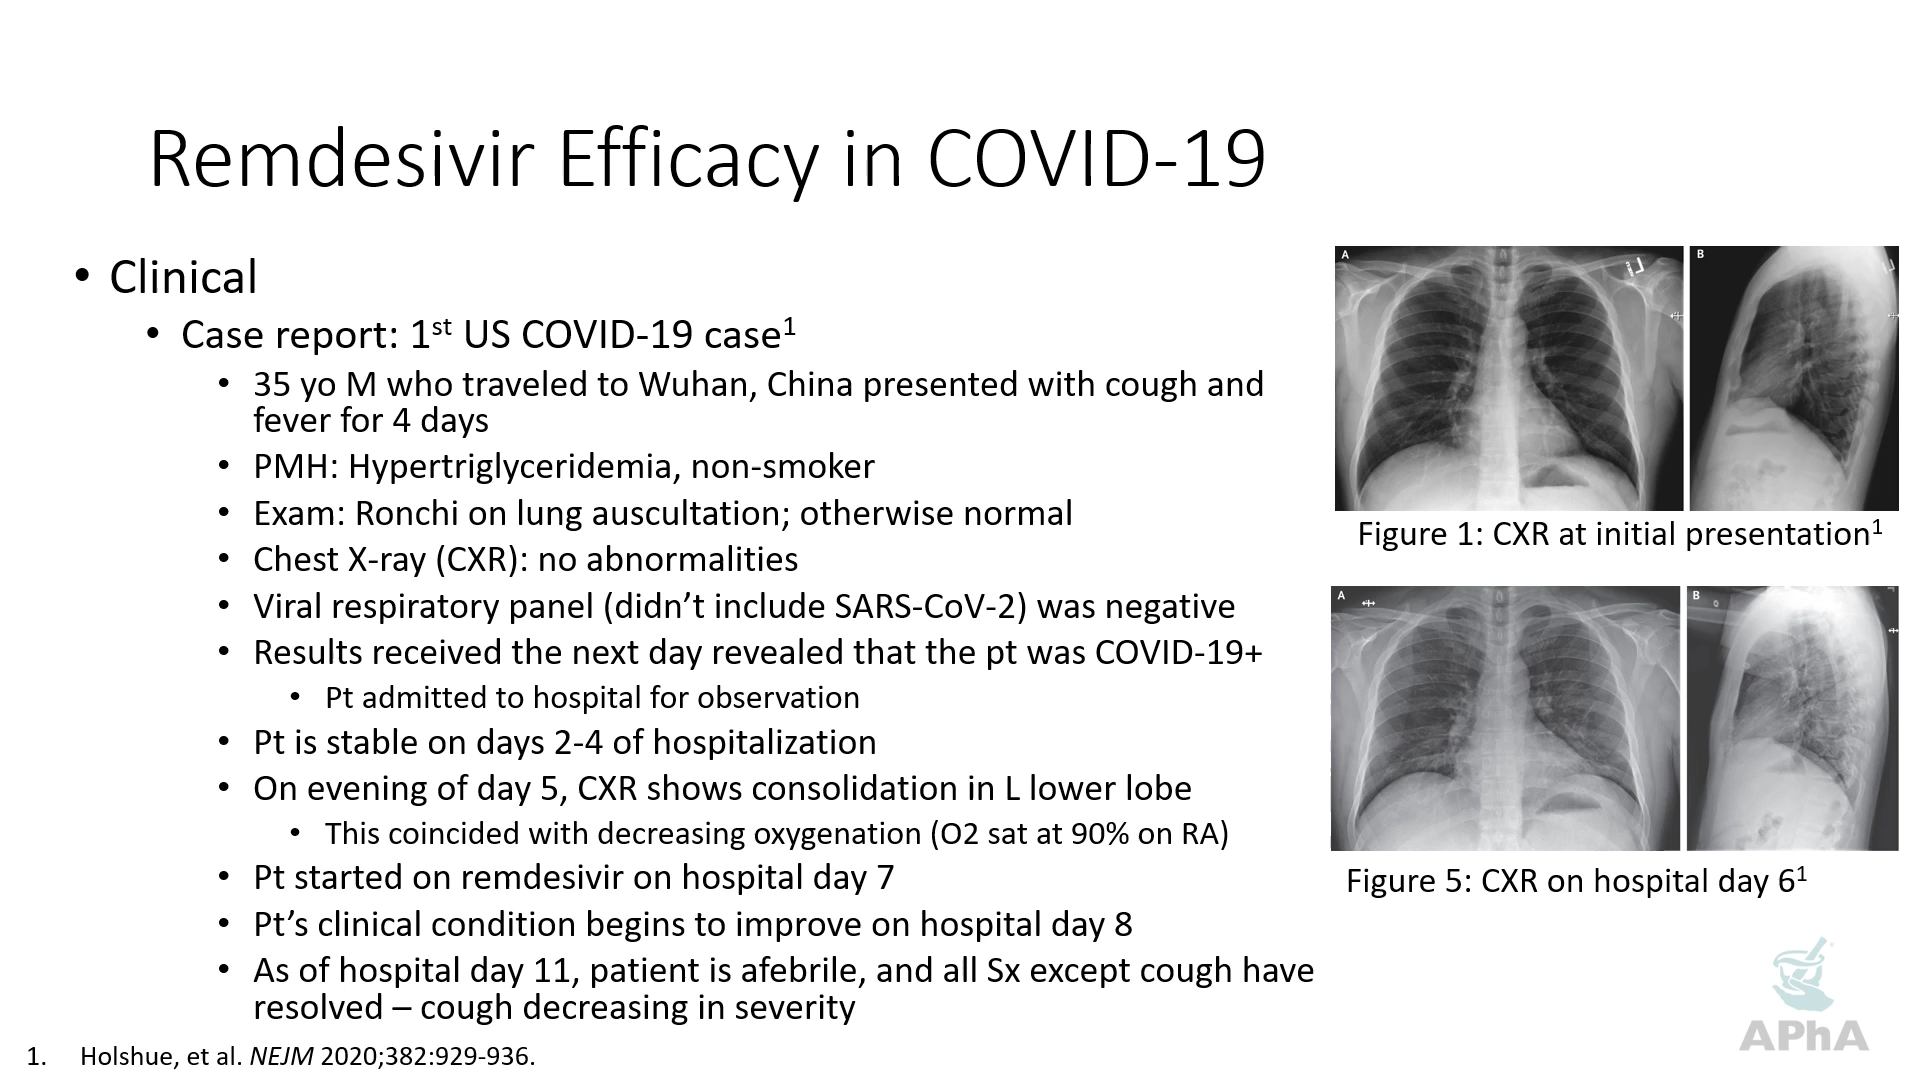 Remdesivir Efficacy in COVID-19
• Clinical
• Case report: 1st US COVID-19 case1
• 35 yo M who traveled to Wuhan, China presented with cough and
fever for 4 days
• PMH: Hypertriglyceridemia, non-smoker
• Exam: Ronchi on lung auscultation; otherwise normal
• Chest X-ray (CXR): no abnormalities
• Viral respiratory panel (didn’t include SARS-CoV-2) was negative
• Results received the next day revealed that the pt was COVID-19+
• Pt admitted to hospital for observation
• Pt is stable on days 2-4 of hospitalization
• On evening of day 5, CXR shows consolidation in L lower lobe
• This coincided with decreasing oxygenation (O2 sat at 90% on RA)
• Pt started on remdesivir on hospital day 7
• Pt’s clinical condition begins to improve on hospital day 8
• As of hospital day 11, patient is afebrile, and all Sx except cough have
resolved – cough decreasing in severity
A
B
Figure 1: CXR at initial presentation1
A
B
Figure 5: CXR on hospital day 61
APhA
1. Holshue, et al. NEJM 2020;382:929-936.